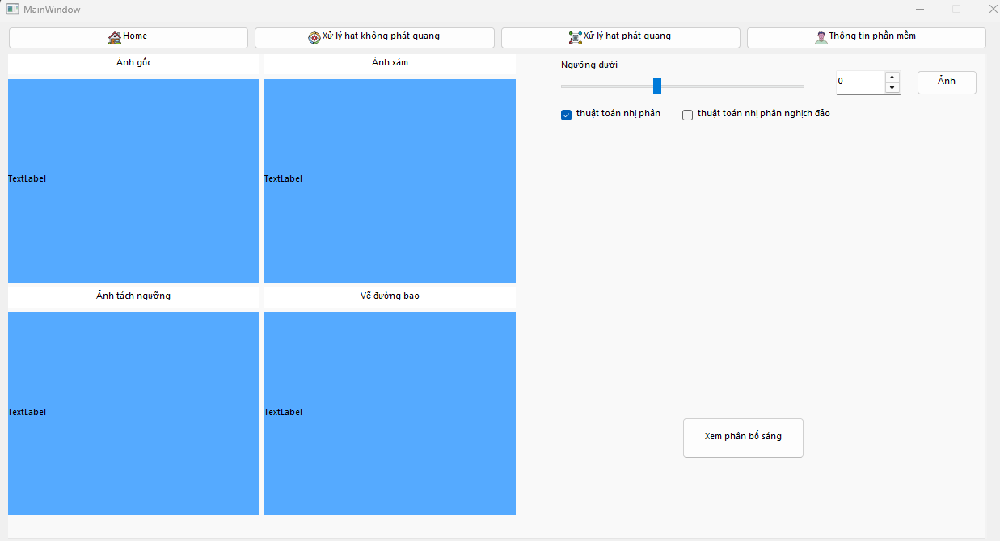 MainWindow
Home
Xử lý hạt không phát quang
Xử lý hạt phát quang
Thông tin phần mềm
Ảnh gốc
Ảnh xám
Ngưỡng dưới
0
Ảnh
thuật toán nhị phân
thuật toán nhị phân nghịch đảo
TextLabel
TextLabel
Ảnh tách ngưỡng
Vẽ đường bao
TextLabel
TextLabel
Xem phân bố sáng